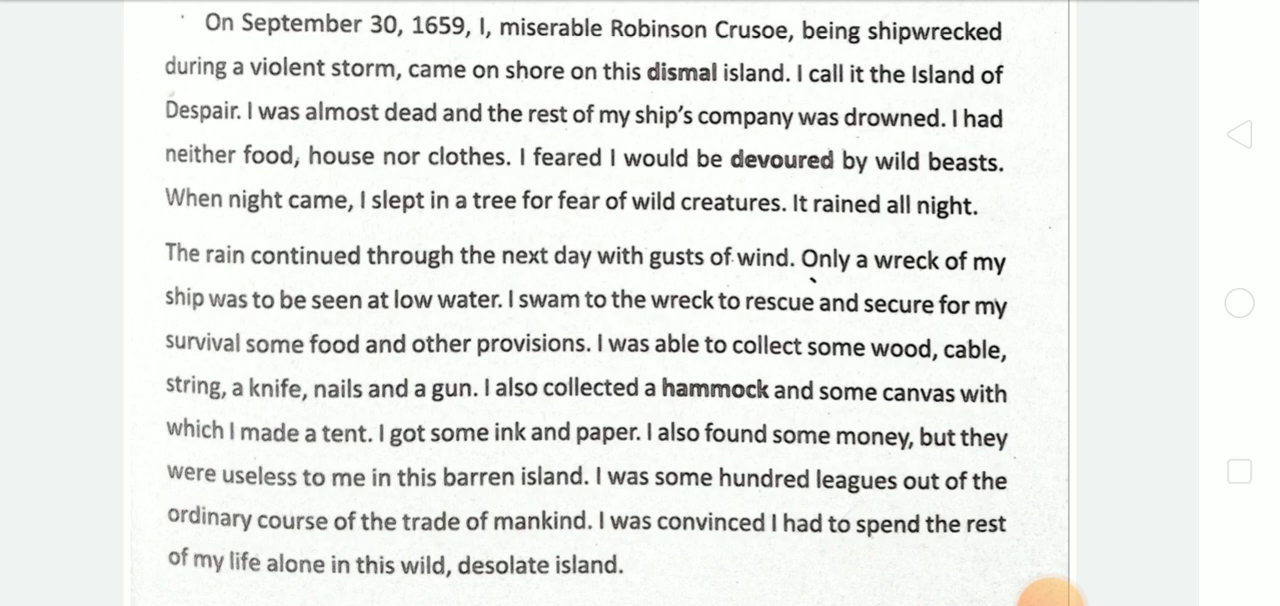 On September 30, 1659, I, miserable Robinson Crusoe, being shipwrecked
during a violent storm, came on shore on this dismal island. I call it the Island of
Despair. I was almost dead and the rest of my ship's company was drowned. I had
neither food, house nor clothes. I feared I would be devoured by wild beasts.
When night came, I slept in a tree for fear of wild creatures. It rained all night.
The rain continued through the next day with gusts of wind. Only a wreck of my
ship was to be seen at low water. I swam to the wreck to rescue and secure for my
survival some food and other provisions. I was able to collect some wood, cable,
string, a knife, nails and a gun. I also collected a hammock and some canvas with
which I made a tent. I got some ink and paper. I also found some money, but they
were useless to me in this barren island. I was some hundred leagues out of the
ordinary course of the trade of mankind. I was convinced I had to spend the rest
of my life alone in this wild, desolate island.